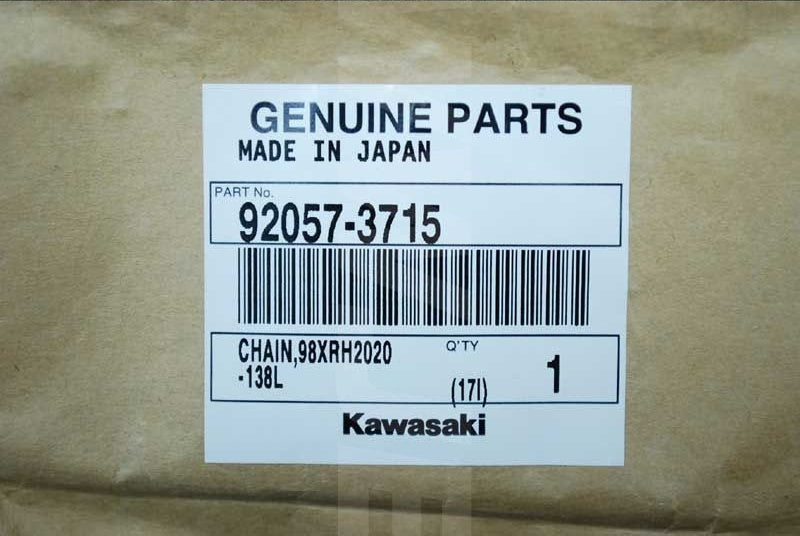 GENUINE PARTS
MADE IN JAPAN
PART No.
92057-3715
CHAIN,98XRH2020
-138L
Q'TY
(17I)
1
Kawasaki